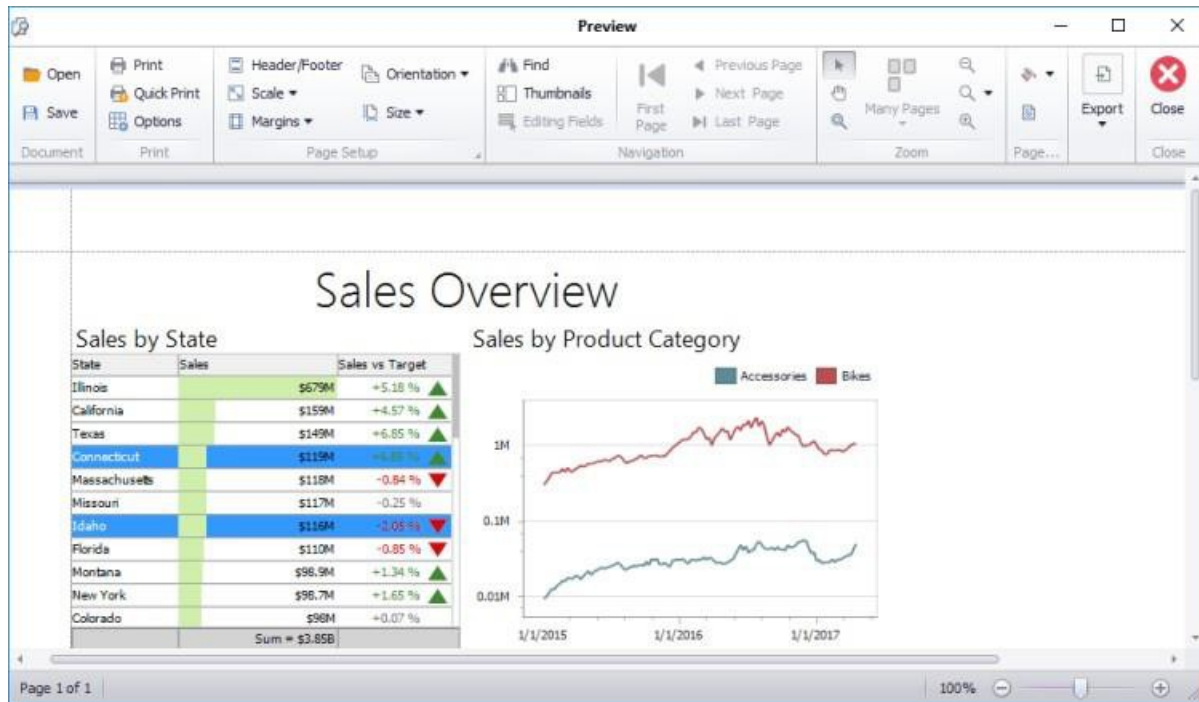 Preview
Open
Save
Document
Print
Quick Print
Options
Print
Header/Footer
Scale
Margins
Orientation
Size
Page Setup
Find
Thumbnails
Editing Fields
First Page
Previous Page
Next Page
Last Page
Navigation
Many Pages
Zoom
Page...
Export
Close
Close
Sales Overview
Sales by State
State Sales Sales vs Target
Illinois $679M +5.18 %
California $159M +4.57 %
Texas $149M +6.85 %
Connecticut $119M
Massachusetts $118M -0.84 %
Missouri $117M -0.25 %
Idaho $116M -2.05 %
Florida $110M -0.85 %
Montana $98.9M +1.34 %
New York $98.7M +1.65 %
Colorado $98M +0.07 %
Sum = $3.85B
Sales by Product Category
Accessories Bikes
1M
0.1M
0.01M
1/1/2015 1/1/2016 1/1/2017
Page 1 of 1
100%